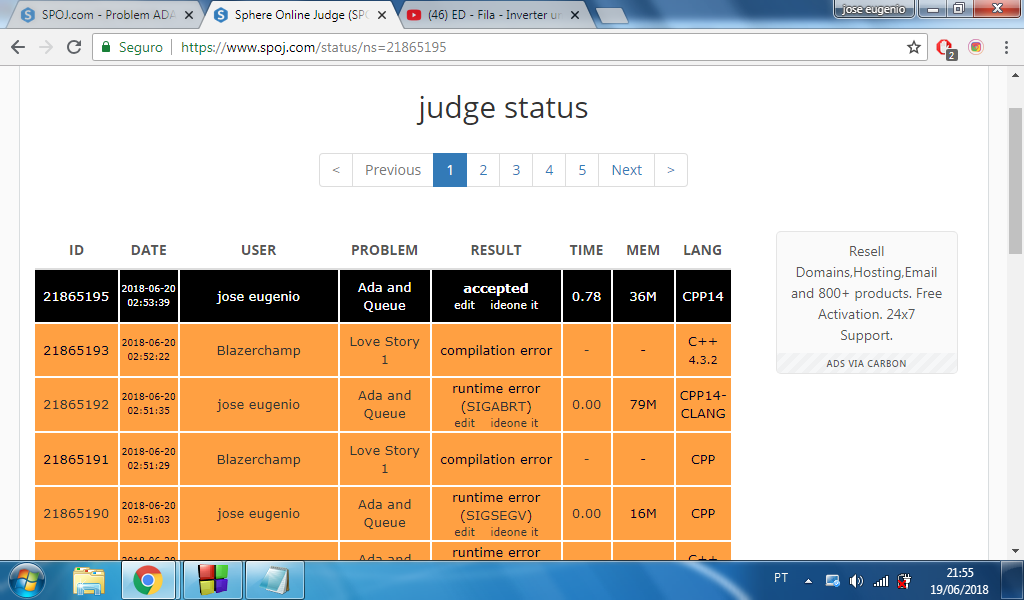 SPOJ.com - Problem ADA
Sphere Online Judge (SPO
(46) ED - Fila - Inverter u
jose eugenio
Seguro
https://www.spoj.com/status/ns=21865195
2
judge status
< Previous 1 2 3 4 5 Next >
ID DATE USER PROBLEM RESULT TIME MEM LANG
21865195
2018-06-20
02:53:39
jose eugenio
Ada and
Queue
accepted
edit ideone it
0.78
36M
CPP14
21865193
2018-06-20
02:52:22
Blazerchamp
Love Story
1
compilation error
-
-
C++
4.3.2
21865192
2018-06-20
02:51:35
jose eugenio
Ada and
Queue
runtime error
(SIGABRT)
edit ideone it
0.00
79M
CPP14-
CLANG
21865191
2018-06-20
02:51:29
Blazerchamp
Love Story
1
compilation error
-
-
CPP
21865190
2018-06-20
02:51:03
jose eugenio
Ada and
Queue
runtime error
(SIGSEGV)
edit ideone it
0.00
16M
CPP
2018-06-20
Ada and
runtime error
C++
Resell
Domains,Hosting,Email
and 800+ products. Free
Activation. 24x7
Support.
ADS VIA CARBON
PT
21:55
19/06/2018